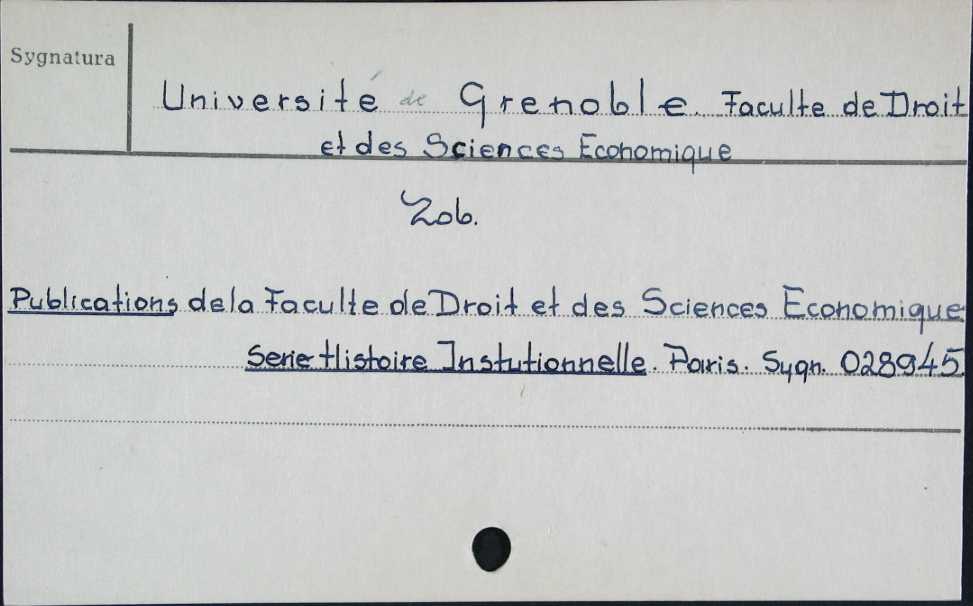 Sygnatura
Université de Grenoble. Faculte de Droit
et des Sciences Economique
Zob.
Publications de la Faculte de Droit et des Sciences Economique
Serie Histoire Instutionnelle. Paris. Sygn. 028945